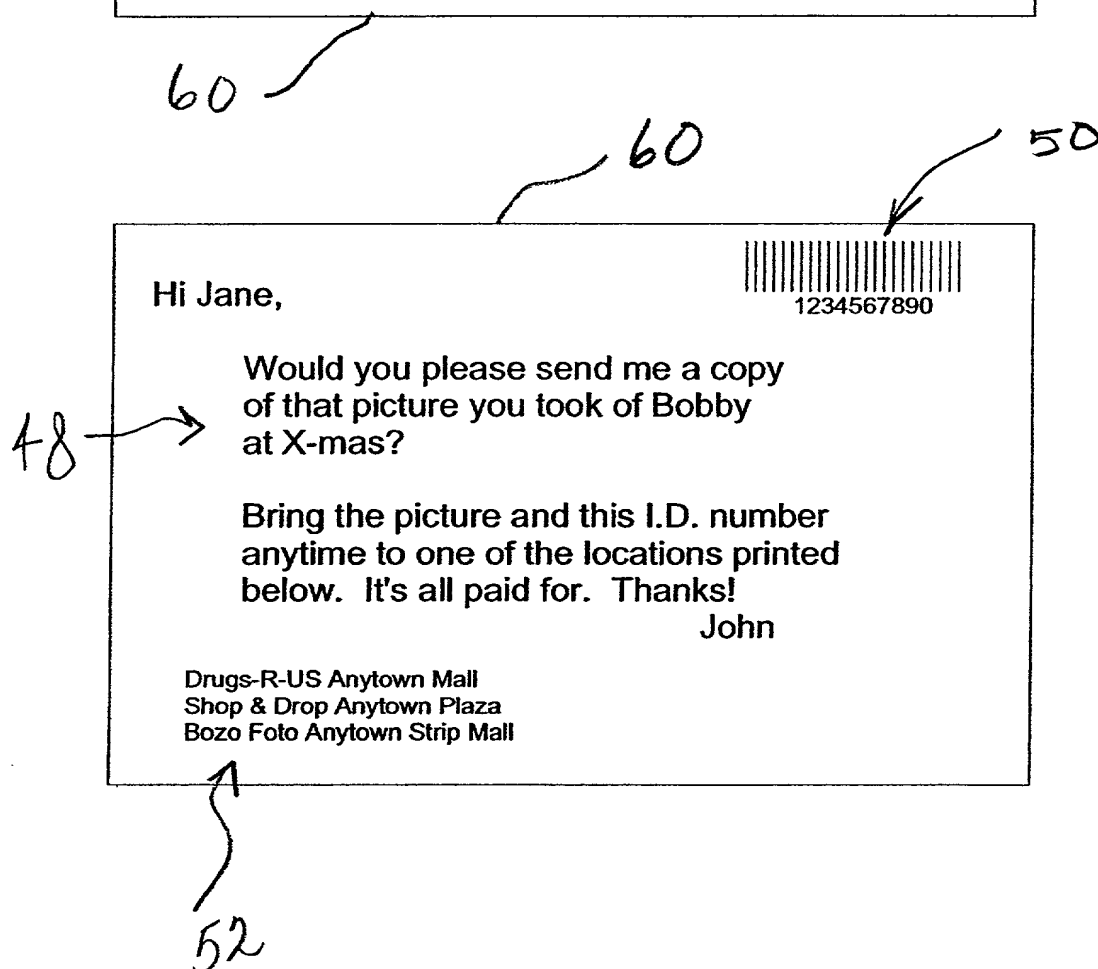 60
60
50
1234567890
Hi Jane,
Would you please send me a copy
of that picture you took of Bobby
at X-mas?
48
Bring the picture and this I.D. number
anytime to one of the locations printed
below. It's all paid for. Thanks!
John
Drugs-R-US Anytown Mall
Shop & Drop Anytown Plaza
Bozo Foto Anytown Strip Mall
52